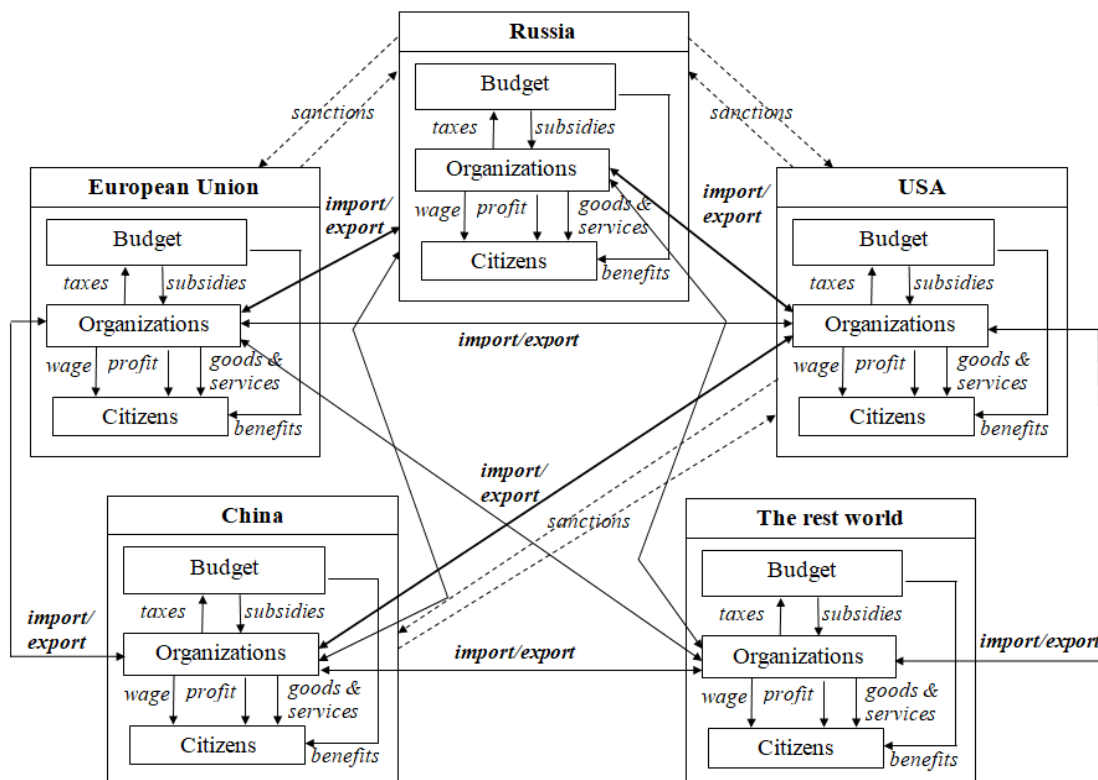 Russia
Budget
taxes
subsidies
Organizations
wage
profit
goods &
services
Citizens
benefits
sanctions
sanctions
European Union
Budget
taxes
subsidies
Organizations
wage
profit
goods &
services
Citizens
benefits
import/
export
import/
export
USA
Budget
taxes
subsidies
Organizations
wage
profit
goods &
services
Citizens
benefits
import/export
import/
export
sanctions
China
Budget
taxes
subsidies
Organizations
wage
profit
goods &
services
Citizens
benefits
import/
export
import/export
The rest world
Budget
taxes
subsidies
Organizations
wage
profit
goods &
services
Citizens
benefits
import/export